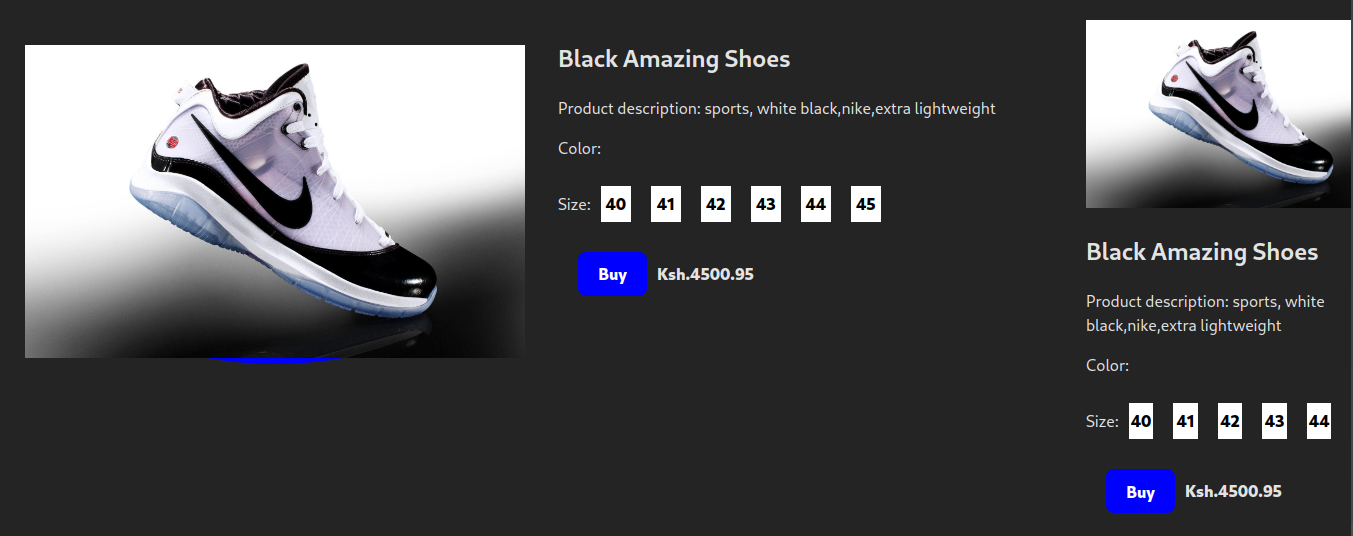 Black Amazing Shoes
Product description: sports, white black,nike,extra lightweight
Color:
Size: 40 41 42 43 44 45
Buy Ksh.4500.95
Black Amazing Shoes
Product description: sports, white
black,nike,extra lightweight
Color:
Size: 40 41 42 43 44
Buy Ksh.4500.95